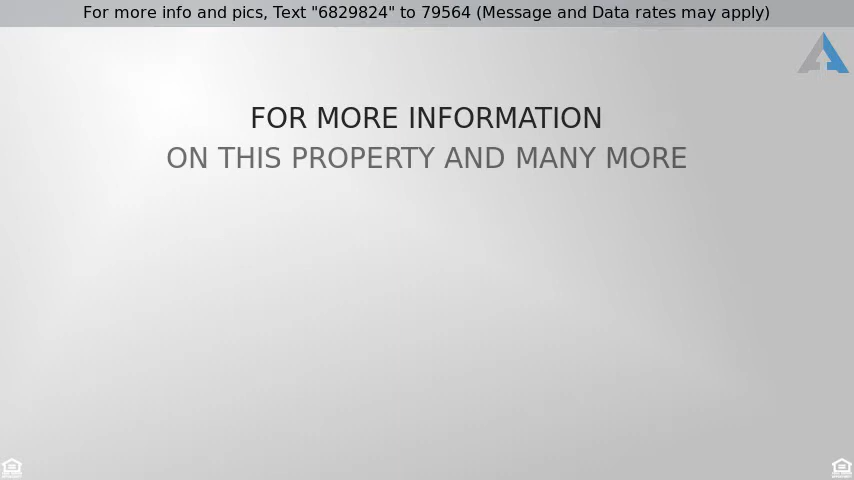 For more info and pics, Text "6829824" to 79564 (Message and Data rates may apply)
FOR MORE INFORMATION
ON THIS PROPERTY AND MANY MORE